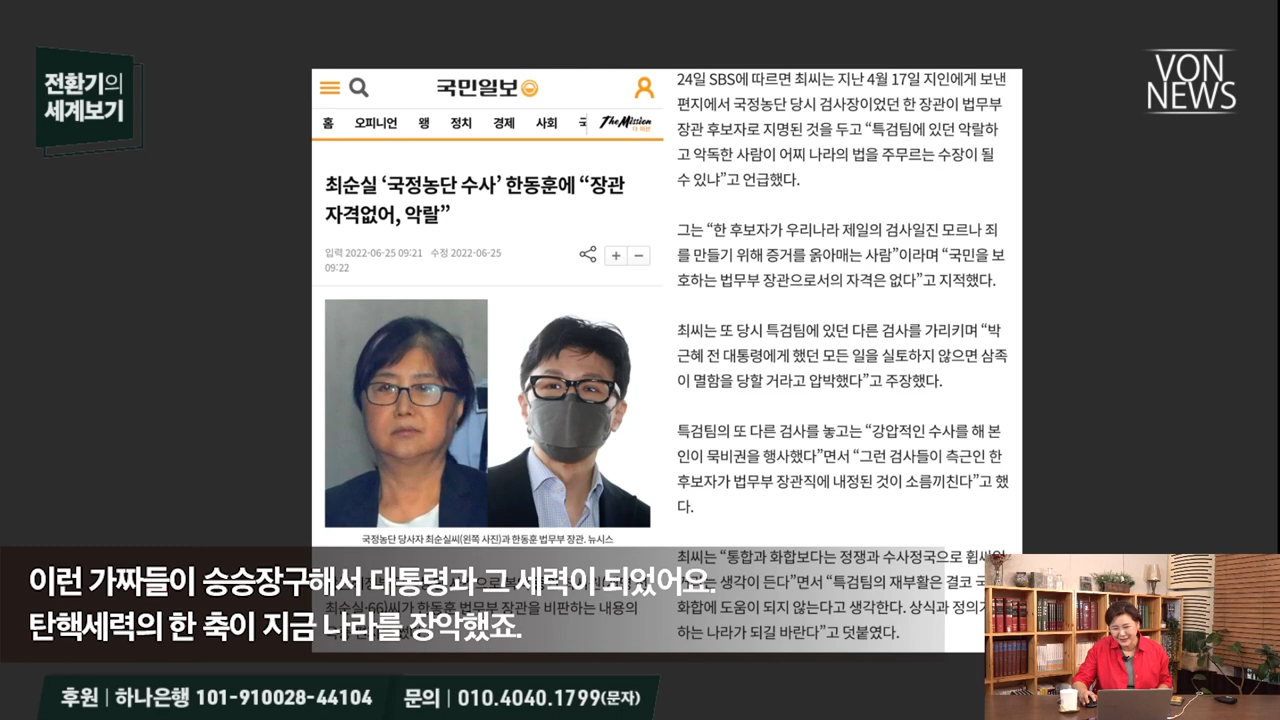 전환기의
세계보기
VON
NEWS
국민일보
홈 오피니언 왱 정치 경제 사회 The Mission
더 미션
최순실 ‘국정농단 수사’ 한동훈에 “장관
자격없어, 악랄”
입력 2022-06-25 09:21 수정 2022-06-25
09:22
+ −
국정농단 당사자 최순실씨(왼쪽 사진)과 한동훈 법무부 장관. 뉴시스
최순실·66)씨가 한동훈 법무부 장관을 비판하는 내용의
24일 SBS에 따르면 최씨는 지난 4월 17일 지인에게 보낸
편지에서 국정농단 당시 검사장이었던 한 장관이 법무부
장관 후보자로 지명된 것을 두고 “특검팀에 있던 악랄하
고 악독한 사람이 어찌 나라의 법을 주무르는 수장이 될
수 있냐”고 언급했다.
그는 “한 후보자가 우리나라 제일의 검사일진 모르나 죄
를 만들기 위해 증거를 옭아매는 사람”이라며 “국민을 보
호하는 법무부 장관으로서의 자격은 없다”고 지적했다.
최씨는 또 당시 특검팀에 있던 다른 검사를 가리키며 “박
근혜 전 대통령에게 했던 모든 일을 실토하지 않으면 삼족
이 멸함을 당할 거라고 압박했다”고 주장했다.
특검팀의 또 다른 검사를 놓고는 “강압적인 수사를 해 본
인이 묵비권을 행사했다”면서 “그런 검사들이 측근인 한
후보자가 법무부 장관직에 내정된 것이 소름끼친다”고 했
다.
최씨는 “통합과 화합보다는 정쟁과 수사정국으로
생각이 든다”면서 “특검팀의 재부활은 결코
화합에 도움이 되지 않는다고 생각한다. 상식과 정의가
하는 나라가 되길 바란다”고 덧붙였다.
이런 가짜들이 승승장구해서 대통령과 그 세력이 되었어요.
탄핵세력의 한 축이 지금 나라를 장악했죠.
후원 | 하나은행 101-910028-44104 문의 | 010.4040.1799(문자)